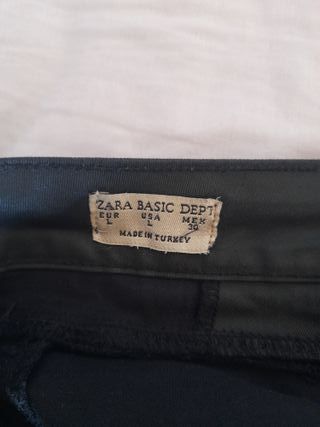 ZARA BASIC DEPT
EUR USA MEX
L L 30
MADE IN TURKEY